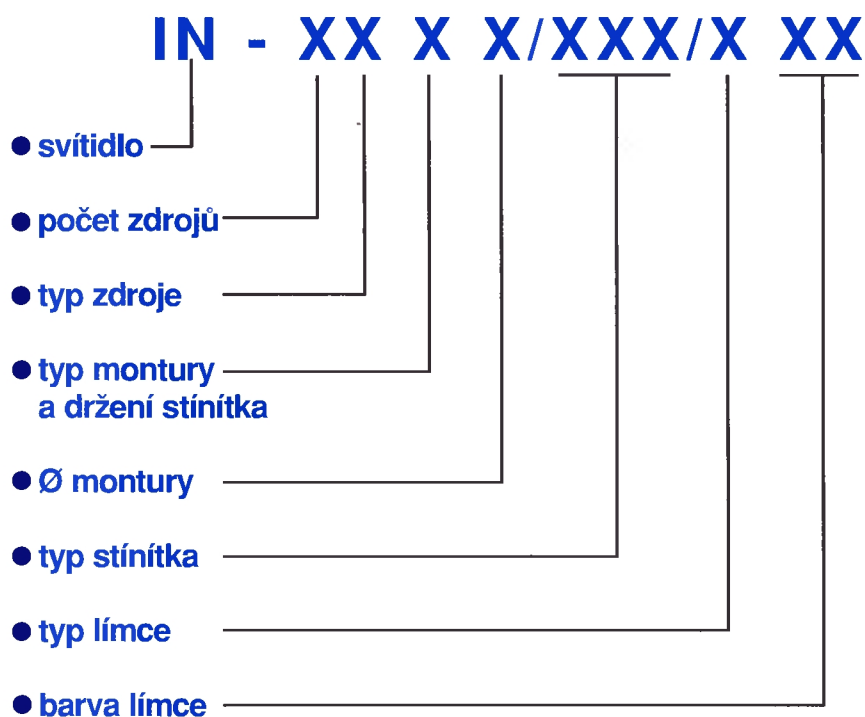 IN - XX X X/XXX/X XX
svítidlo
počet zdrojů
typ zdroje
typ montury
a držení stínítka
Ø montury
typ stínítka
typ límce
barva límce